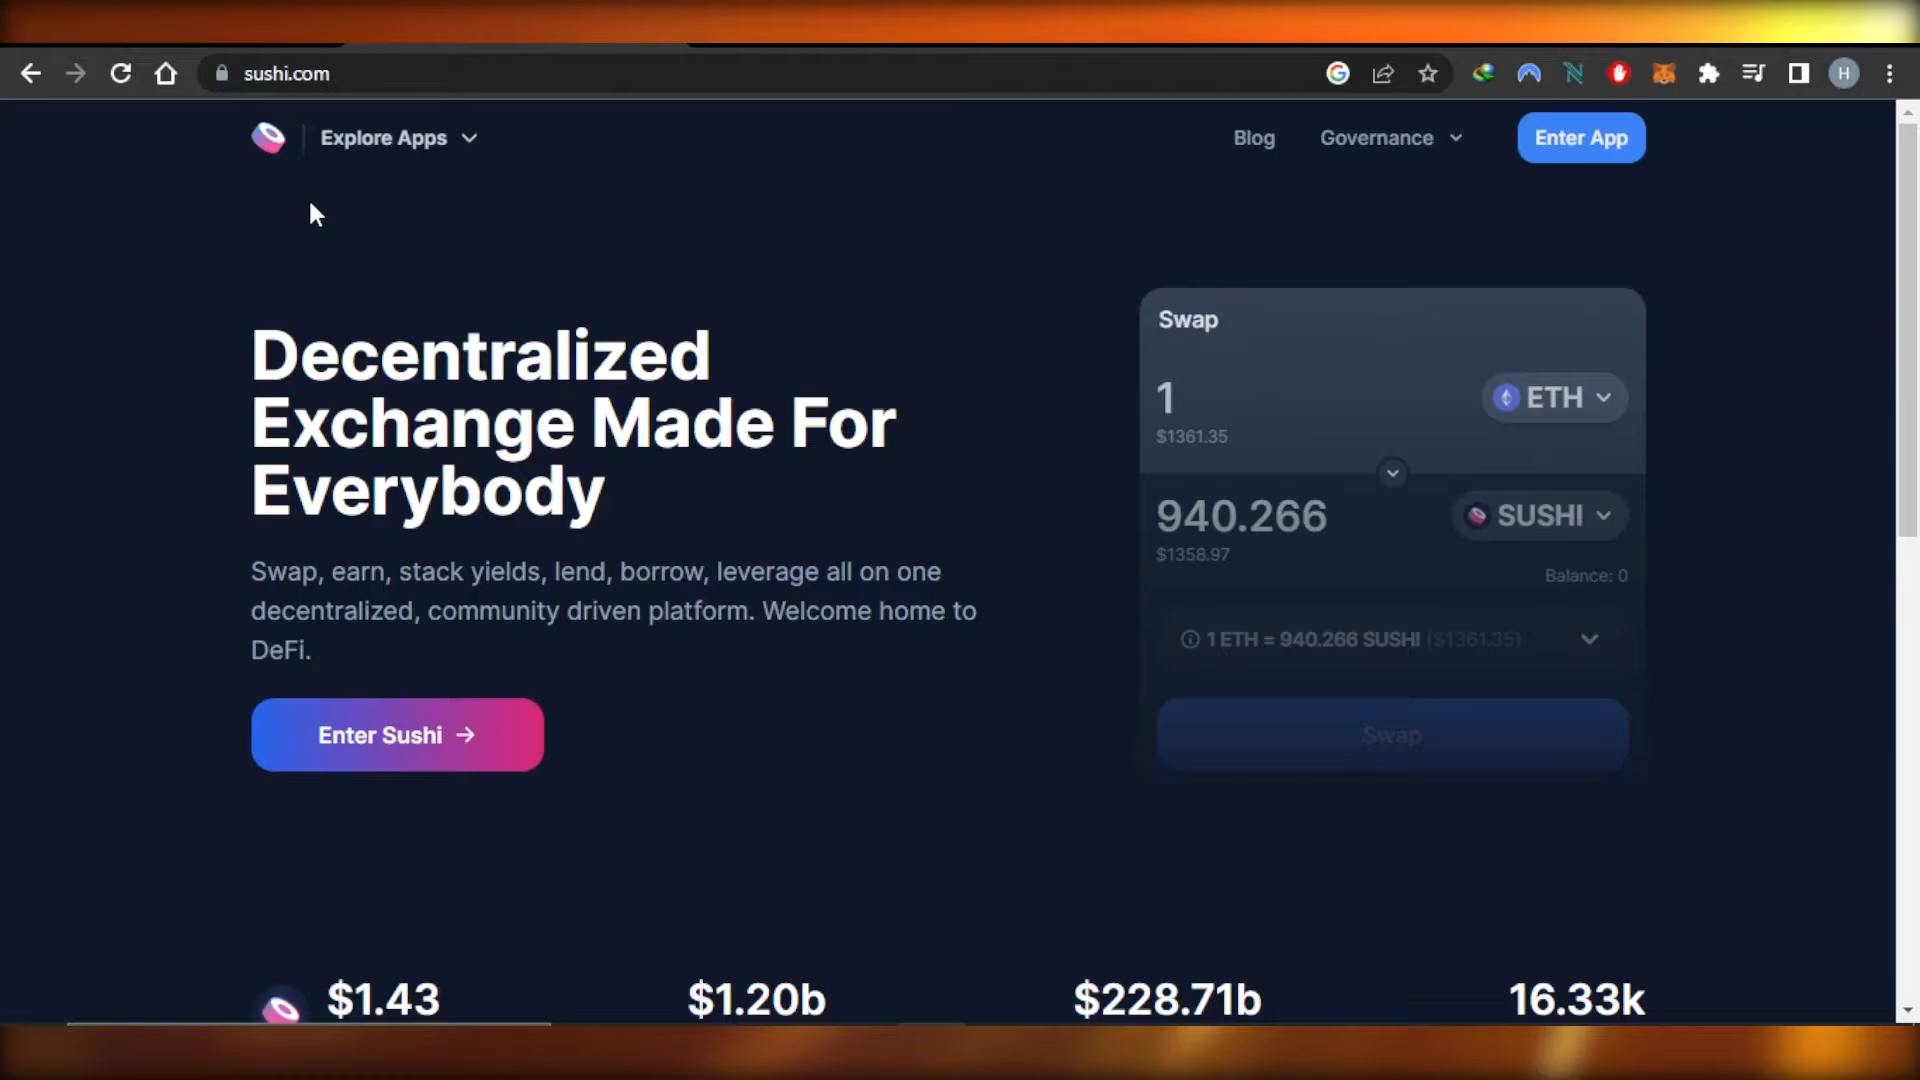 sushi.com
H
Explore Apps
Blog
Governance
Enter App
Decentralized
Exchange Made For
Everybody
Swap, earn, stack yields, lend, borrow, leverage all on one
decentralized, community driven platform. Welcome home to
DeFi.
Enter Sushi →
Swap
1
ETH
$1361.35
940.266
SUSHI
$1358.97
Balance: 0
1 ETH = 940.266 SUSHI ($1361.35)
Swap
$1.43
$1.20b
$228.71b
16.33k